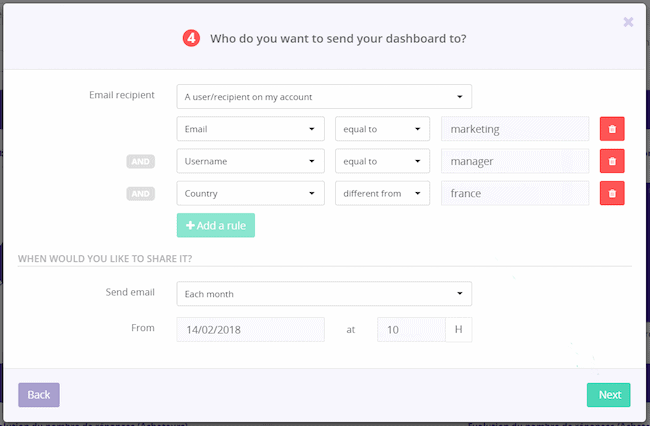 4 Who do you want to send your dashboard to?
Email recipient A user/recipient on my account
Email equal to marketing
AND Username equal to manager
AND Country different from france
+ Add a rule
WHEN WOULD YOU LIKE TO SHARE IT?
Send email Each month
From 14/02/2018 at 10 H
Back Next